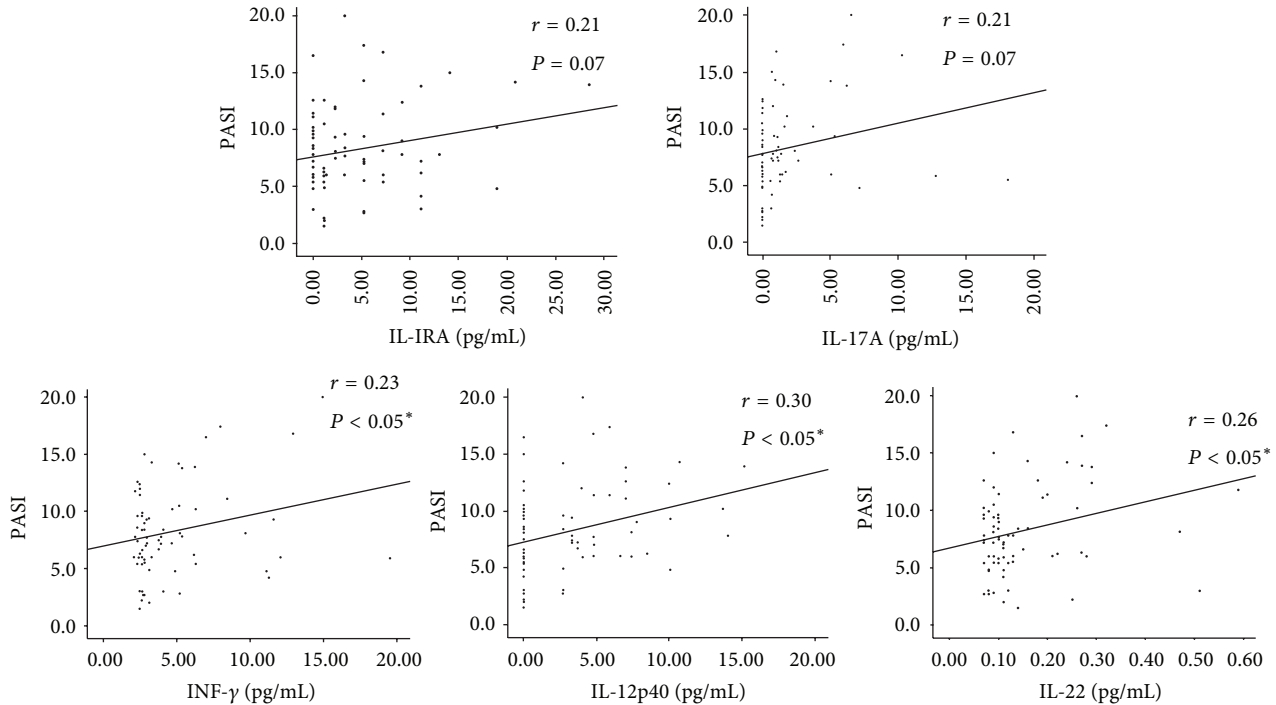 20.0
15.0
10.0
5.0
0.0
PASI
r = 0.21
P = 0.07
0.00
5.00
10.00
15.00
20.00
25.00
30.00
IL-IRA (pg/mL)
20.0
15.0
10.0
5.0
0.0
PASI
r = 0.21
P = 0.07
0.00
5.00
10.00
15.00
20.00
IL-17A (pg/mL)
20.0
15.0
10.0
5.0
0.0
PASI
r = 0.23
P < 0.05*
0.00 5.00 10.00 15.00 20.00
INF-γ (pg/mL)
20.0
15.0
10.0
5.0
0.0
PASI
r = 0.30
P < 0.05*
0.00 5.00 10.00 15.00 20.00
IL-12p40 (pg/mL)
20.0
15.0
10.0
5.0
0.0
PASI
r = 0.26
P < 0.05*
0.00 0.10 0.20 0.30 0.40 0.50 0.60
IL-22 (pg/mL)